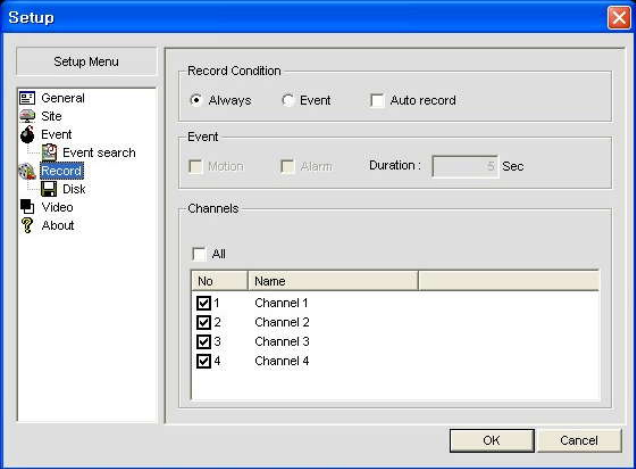 Setup
Setup Menu
General
Site
Event
Event search
Record
Disk
Video
About
Record Condition
Always Event Auto record
Event
Motion Alarm Duration : 5 Sec
Channels
All
No Name
1 Channel 1
2 Channel 2
3 Channel 3
4 Channel 4
OK Cancel